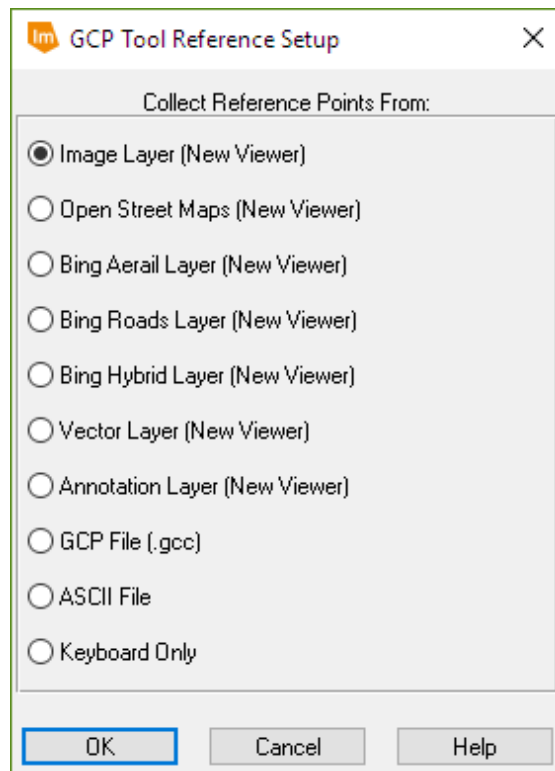 Im GCP Tool Reference Setup
Collect Reference Points From:
Image Layer (New Viewer)
Open Street Maps (New Viewer)
Bing Aerail Layer (New Viewer)
Bing Roads Layer (New Viewer)
Bing Hybrid Layer (New Viewer)
Vector Layer (New Viewer)
Annotation Layer (New Viewer)
GCP File (.gcc)
ASCII File
Keyboard Only
OK Cancel Help